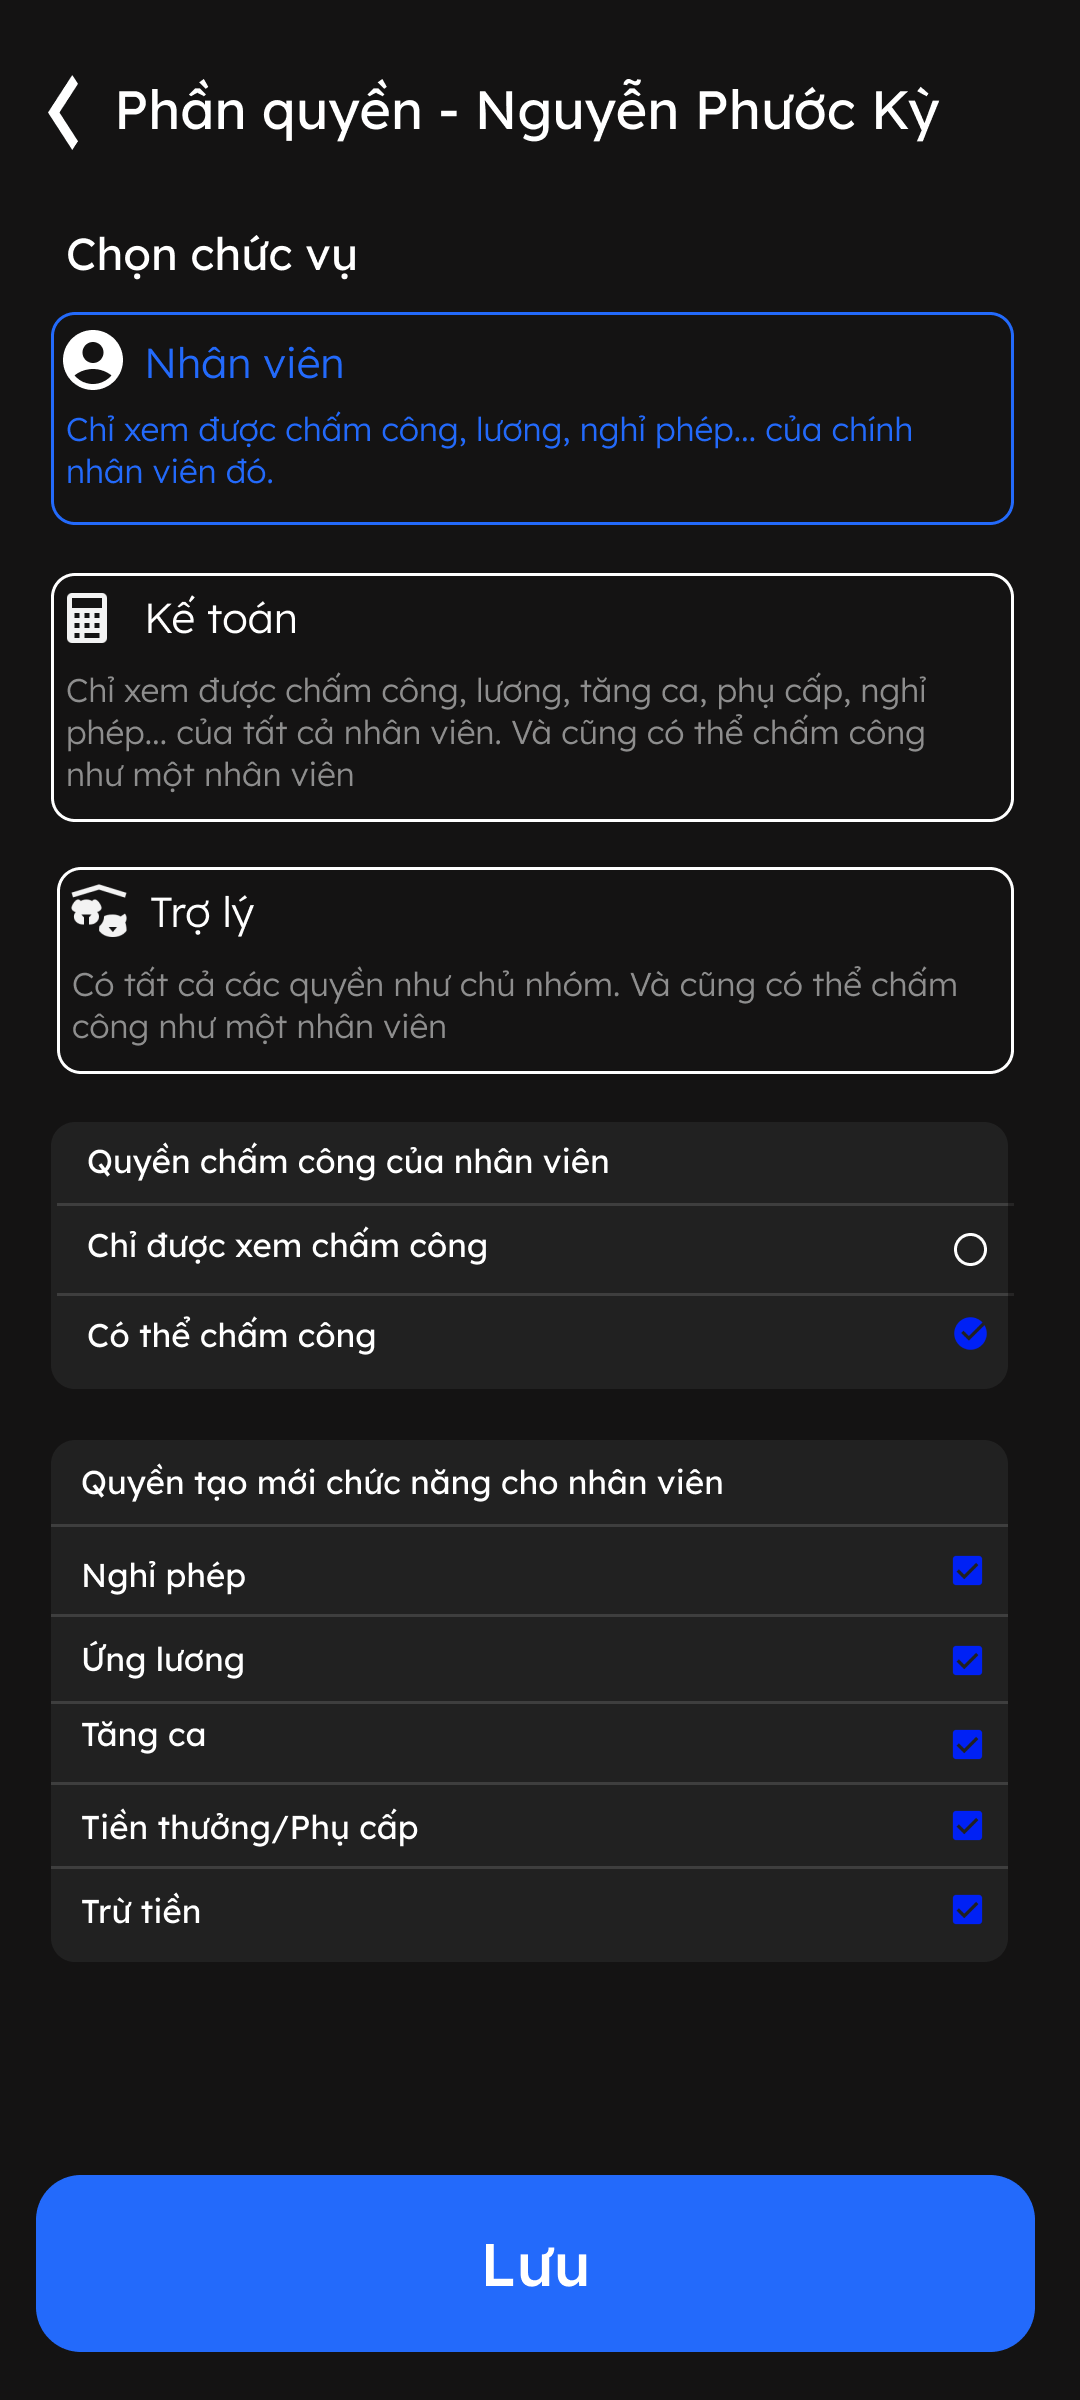 Phần quyền - Nguyễn Phước Kỳ
Chọn chức vụ
Nhân viên
Chỉ xem được chấm công, lương, nghỉ phép... của chính
nhân viên đó.
Kế toán
Chỉ xem được chấm công, lương, tăng ca, phụ cấp, nghỉ
phép... của tất cả nhân viên. Và cũng có thể chấm công
như một nhân viên
Trợ lý
Có tất cả các quyền như chủ nhóm. Và cũng có thể chấm
công như một nhân viên
Quyền chấm công của nhân viên
Chỉ được xem chấm công
Có thể chấm công
Quyền tạo mới chức năng cho nhân viên
Nghỉ phép
Ứng lương
Tăng ca
Tiền thưởng/Phụ cấp
Trừ tiền
Lưu